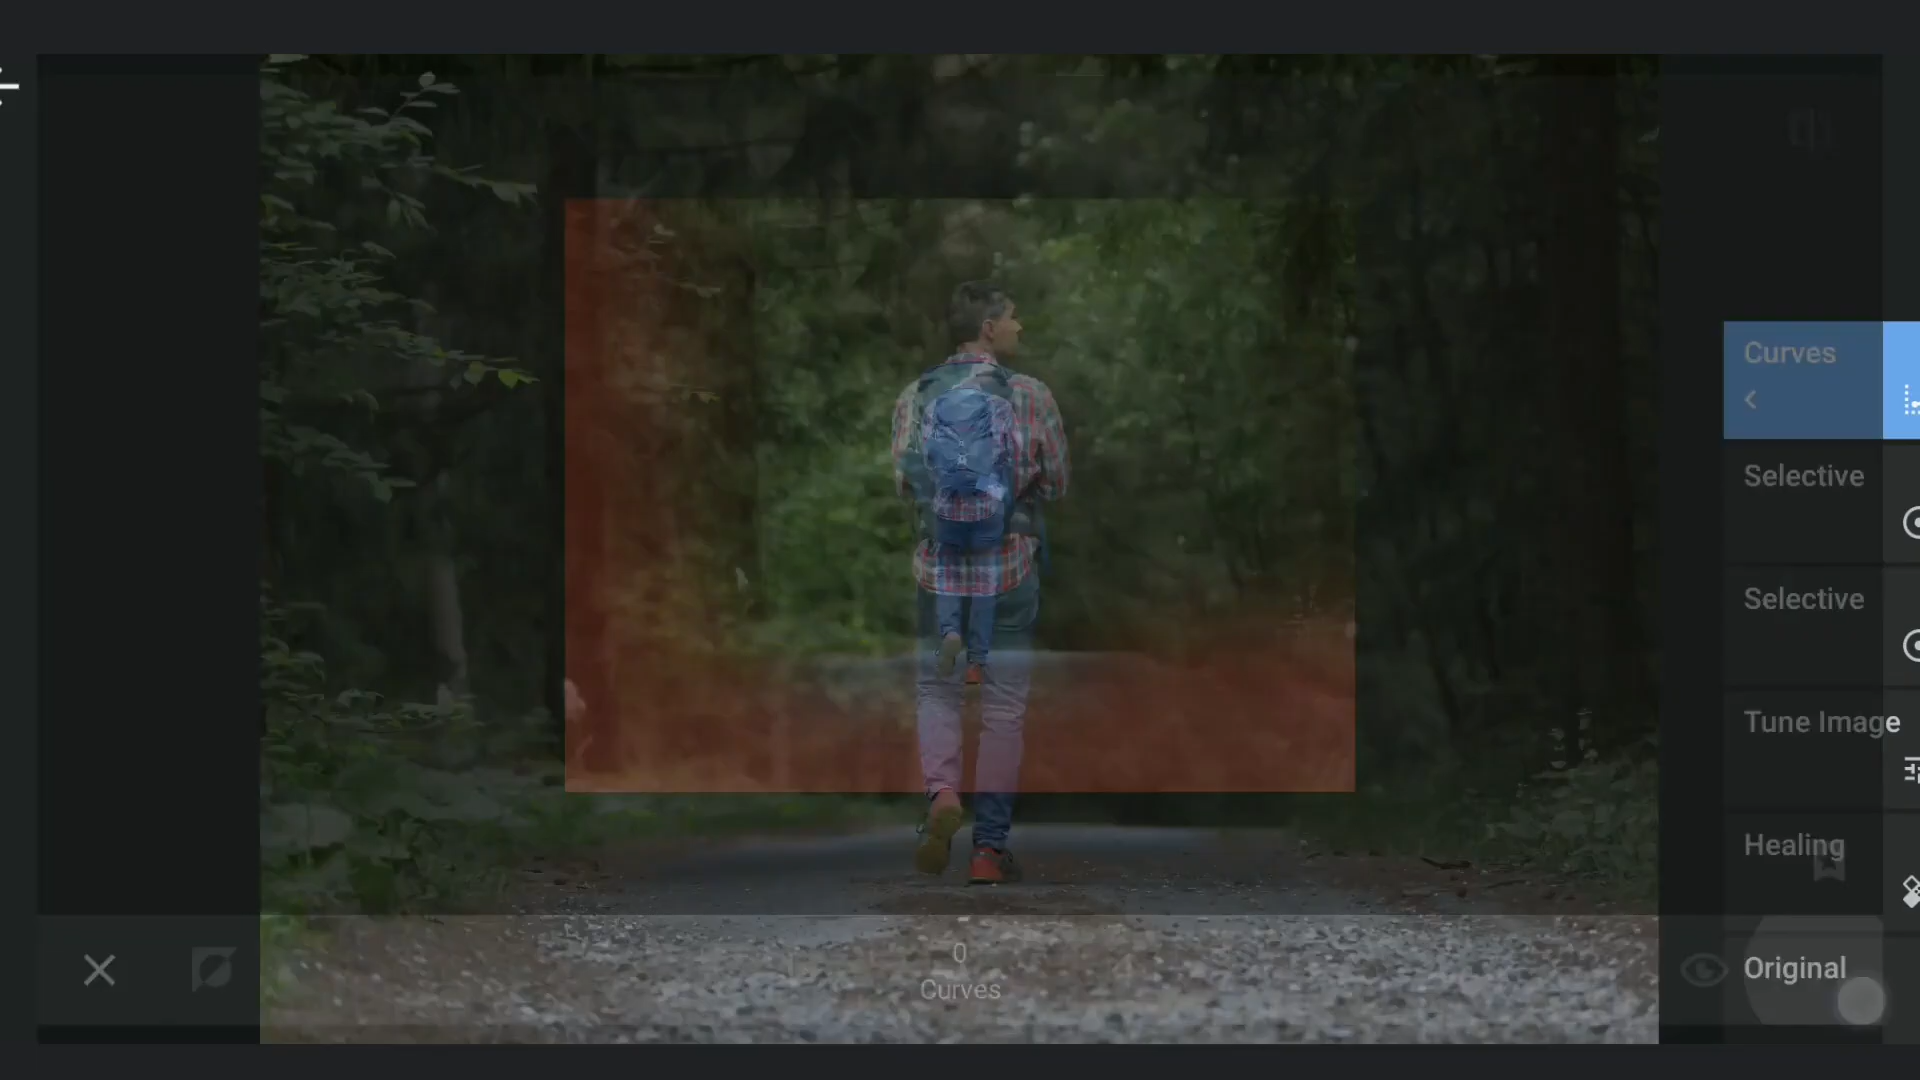 Curves
Selective
Selective
Tune Image
Healing
Original
0
Curves